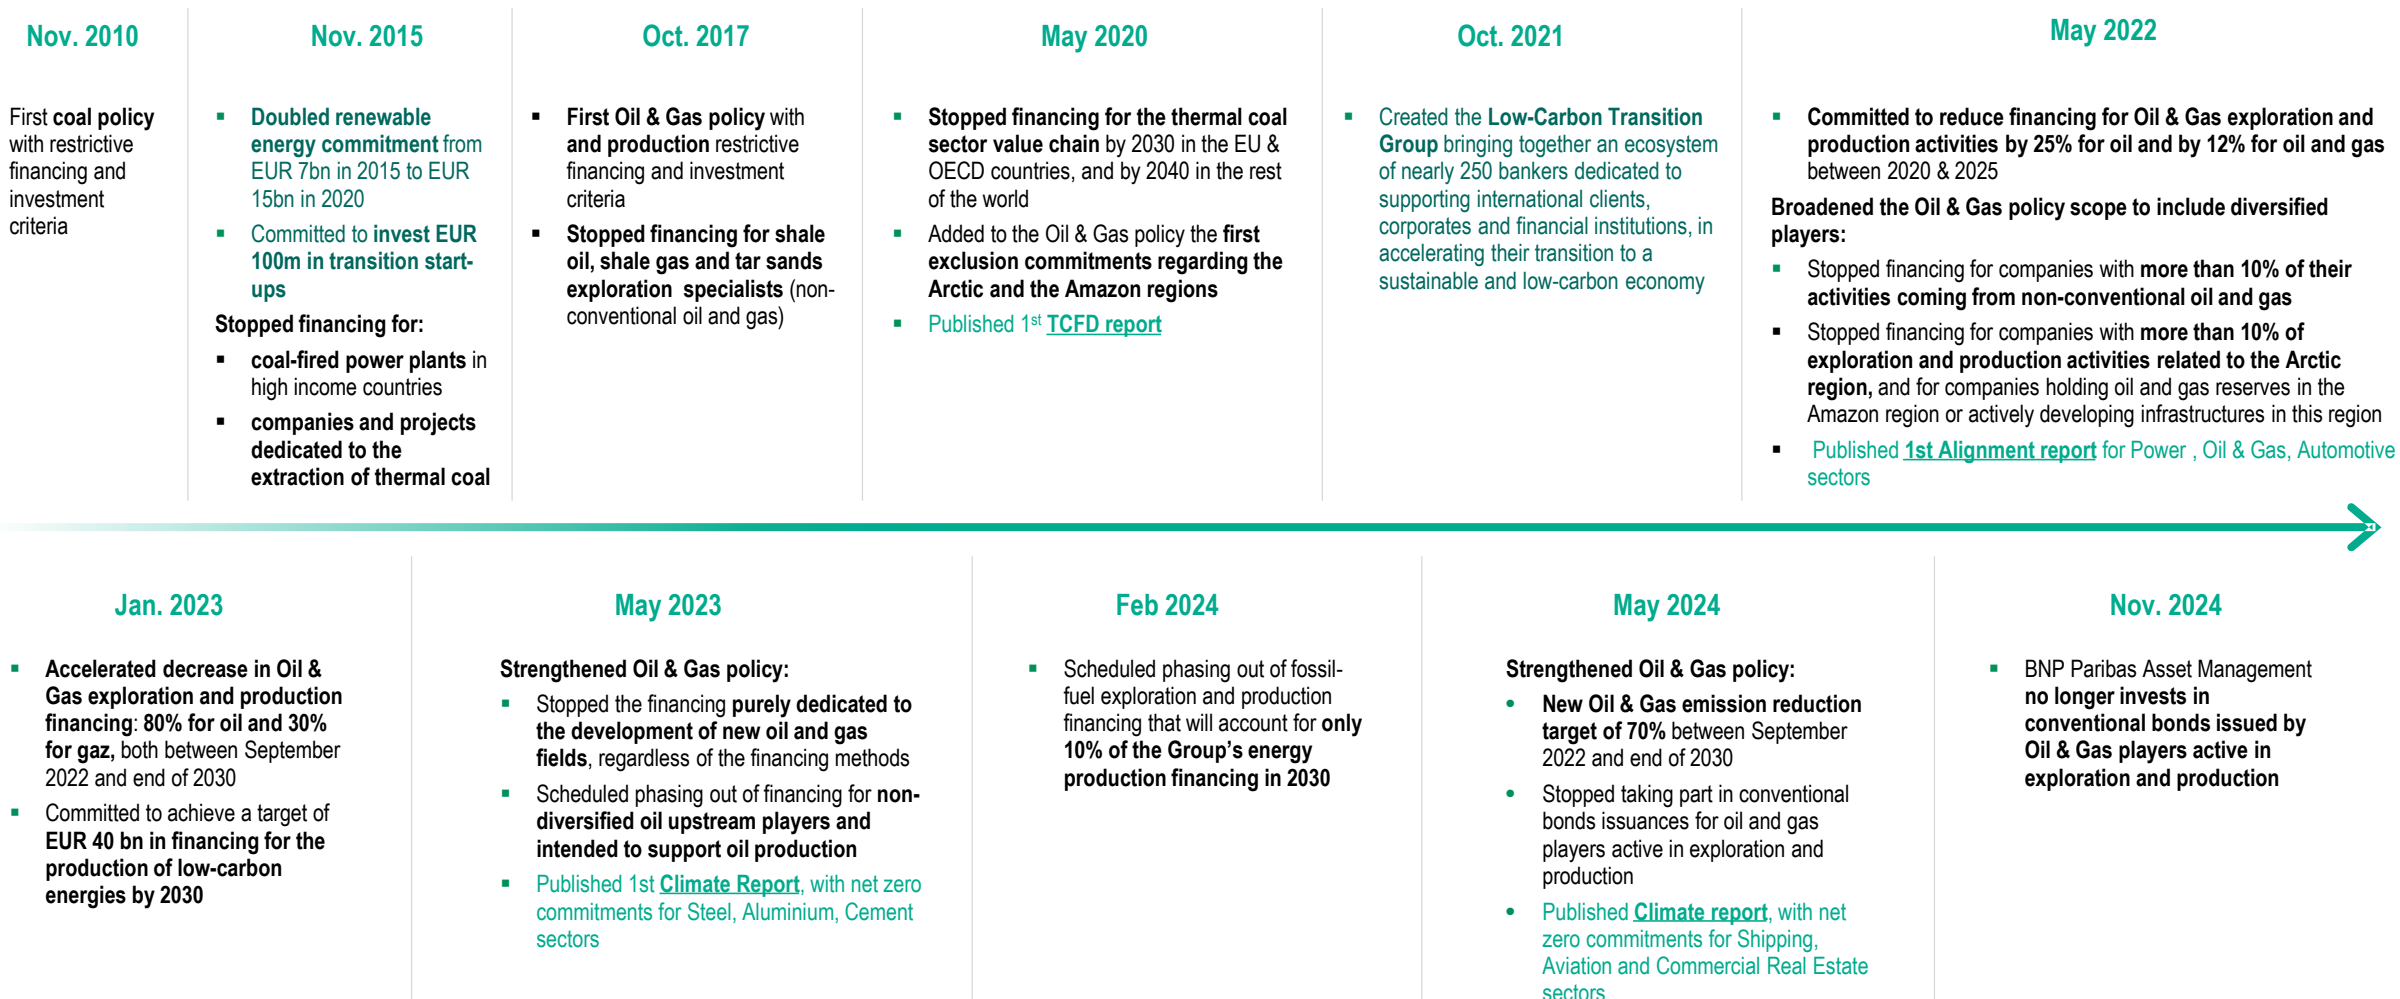 Nov. 2010
First coal policy
with restrictive
financing and
investment
criteria
Nov. 2015
▪ Doubled renewable
energy commitment from
EUR 7bn in 2015 to EUR
15bn in 2020
▪ Committed to invest EUR
100m in transition start-
ups
Stopped financing for:
▪ coal-fired power plants in
high income countries
▪ companies and projects
dedicated to the
extraction of thermal coal
Oct. 2017
▪ First Oil & Gas policy with
and production restrictive
financing and investment
criteria
▪ Stopped financing for shale
oil, shale gas and tar sands
exploration specialists (non-
conventional oil and gas)
May 2020
▪ Stopped financing for the thermal coal
sector value chain by 2030 in the EU &
OECD countries, and by 2040 in the rest
of the world
▪ Added to the Oil & Gas policy the first
exclusion commitments regarding the
Arctic and the Amazon regions
▪ Published 1st TCFD report
Oct. 2021
▪ Created the Low-Carbon Transition
Group bringing together an ecosystem
of nearly 250 bankers dedicated to
supporting international clients,
corporates and financial institutions, in
accelerating their transition to a
sustainable and low-carbon economy
May 2022
▪ Committed to reduce financing for Oil & Gas exploration and
production activities by 25% for oil and by 12% for oil and gas
between 2020 & 2025
Broadened the Oil & Gas policy scope to include diversified
players:
▪ Stopped financing for companies with more than 10% of their
activities coming from non-conventional oil and gas
▪ Stopped financing for companies with more than 10% of
exploration and production activities related to the Arctic
region, and for companies holding oil and gas reserves in the
Amazon region or actively developing infrastructures in this region
▪ Published 1st Alignment report for Power , Oil & Gas, Automotive
sectors
Jan. 2023
▪ Accelerated decrease in Oil &
Gas exploration and production
financing: 80% for oil and 30%
for gaz, both between September
2022 and end of 2030
▪ Committed to achieve a target of
EUR 40 bn in financing for the
production of low-carbon
energies by 2030
May 2023
Strengthened Oil & Gas policy:
▪ Stopped the financing purely dedicated to
the development of new oil and gas
fields, regardless of the financing methods
▪ Scheduled phasing out of financing for non-
diversified oil upstream players and
intended to support oil production
▪ Published 1st Climate Report, with net zero
commitments for Steel, Aluminium, Cement
sectors
Feb 2024
▪ Scheduled phasing out of fossil-
fuel exploration and production
financing that will account for only
10% of the Group's energy
production financing in 2030
May 2024
Strengthened Oil & Gas policy:
• New Oil & Gas emission reduction
target of 70% between September
2022 and end of 2030
• Stopped taking part in conventional
bonds issuances for oil and gas
players active in exploration and
production
• Published Climate report, with net
zero commitments for Shipping,
Aviation and Commercial Real Estate
sectors
Nov. 2024
▪ BNP Paribas Asset Management
no longer invests in
conventional bonds issued by
Oil & Gas players active in
exploration and production